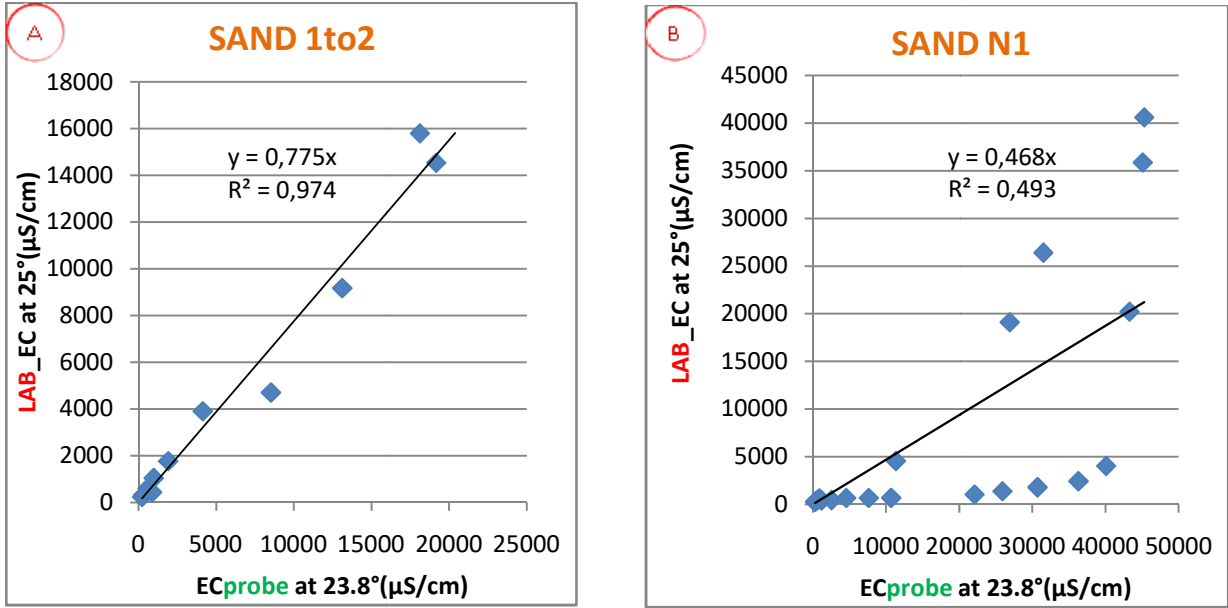 A
SAND 1to2
18000
16000
14000
12000
10000
8000
6000
4000
2000
0
y = 0,775x
R² = 0,974
LAB_EC at 25°(µS/cm)
0 5000 10000 15000 20000 25000
ECprobe at 23.8°(µS/cm)
B
SAND N1
45000
40000
35000
30000
25000
20000
15000
10000
5000
0
y = 0,468x
R² = 0,493
LAB_EC at 25°(µS/cm)
0 10000 20000 30000 40000 50000
ECprobe at 23.8°(µS/cm)